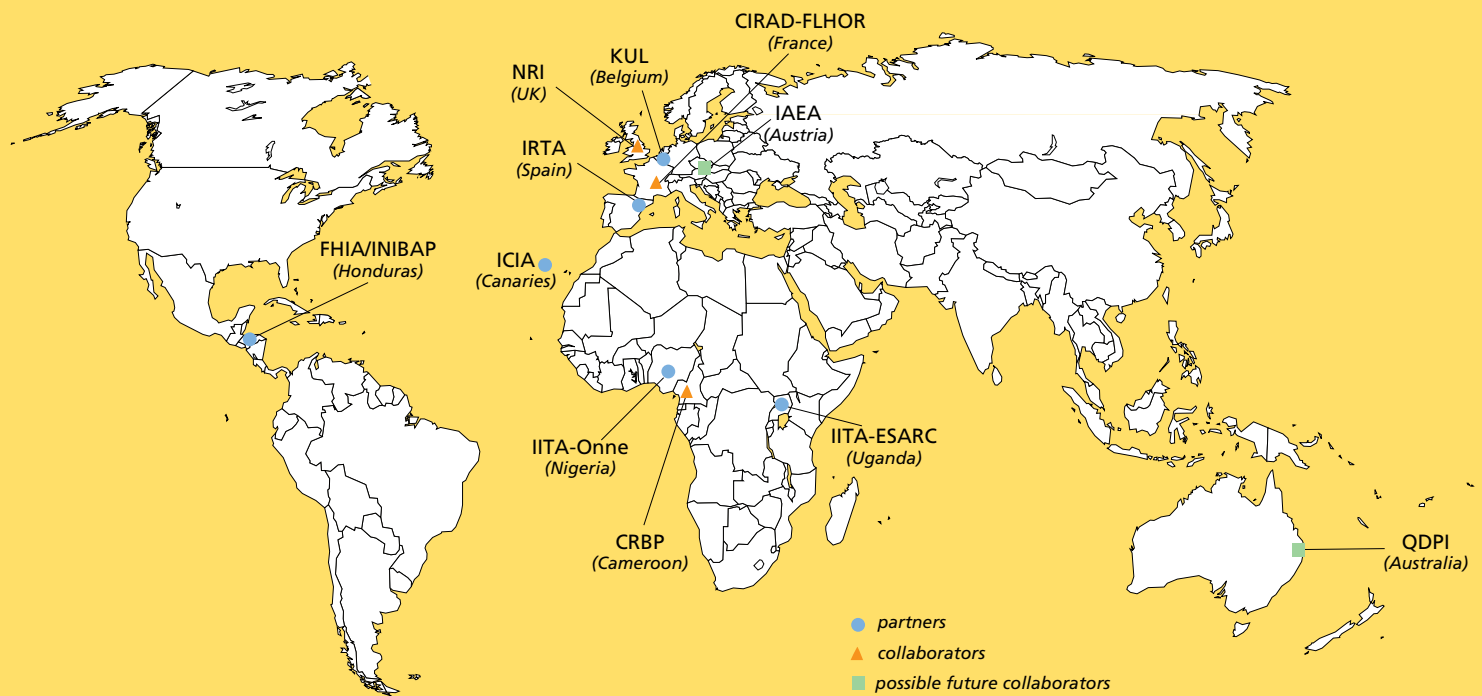 CIRAD-FLHOR
(France)
KUL
(Belgium)
NRI
(UK)
IAEA
(Austria)
IRTA
(Spain)
FHIA/INIBAP
(Honduras)
ICIA
(Canaries)
IITA-Onne
(Nigeria)
IITA-ESARC
(Uganda)
CRBP
(Cameroon)
QDPI
(Australia)
partners
collaborators
possible future collaborators